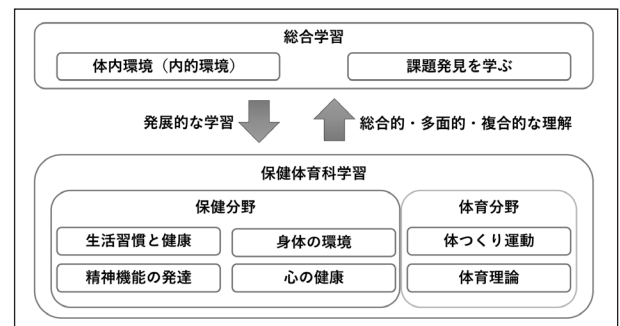 総合学習
体内環境（内的環境）
課題発見を学ぶ
発展的な学習
総合的・多面的・複合的な理解
保健体育科学習
保健分野
体育分野
生活習慣と健康
身体の環境
体つくり運動
精神機能の発達
心の健康
体育理論